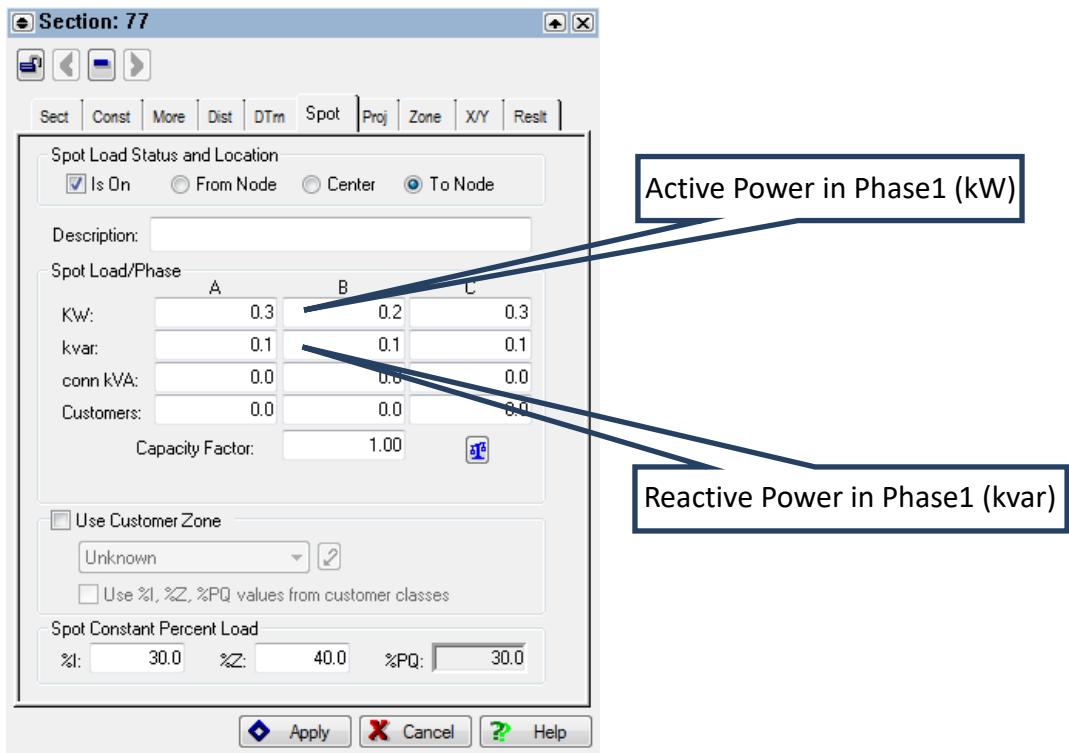 Section: 77
Sect Const More Dist DTrn Spot Proj Zone X/Y Reslt
Spot Load Status and Location
Is On From Node Center To Node
Active Power in Phase1 (kW)
Description:
Spot Load/Phase
A B C
KW: 0.3 0.2 0.3
kvar: 0.1 0.1 0.1
conn kVA: 0.0 0.0 0.0
Customers: 0.0 0.0 0.0
Capacity Factor: 1.00
Reactive Power in Phase1 (kvar)
Use Customer Zone
Unknown
Use %I, %Z, %PQ values from customer classes
Spot Constant Percent Load
%I: 30.0 %Z: 40.0 %PQ: 30.0
Apply Cancel Help